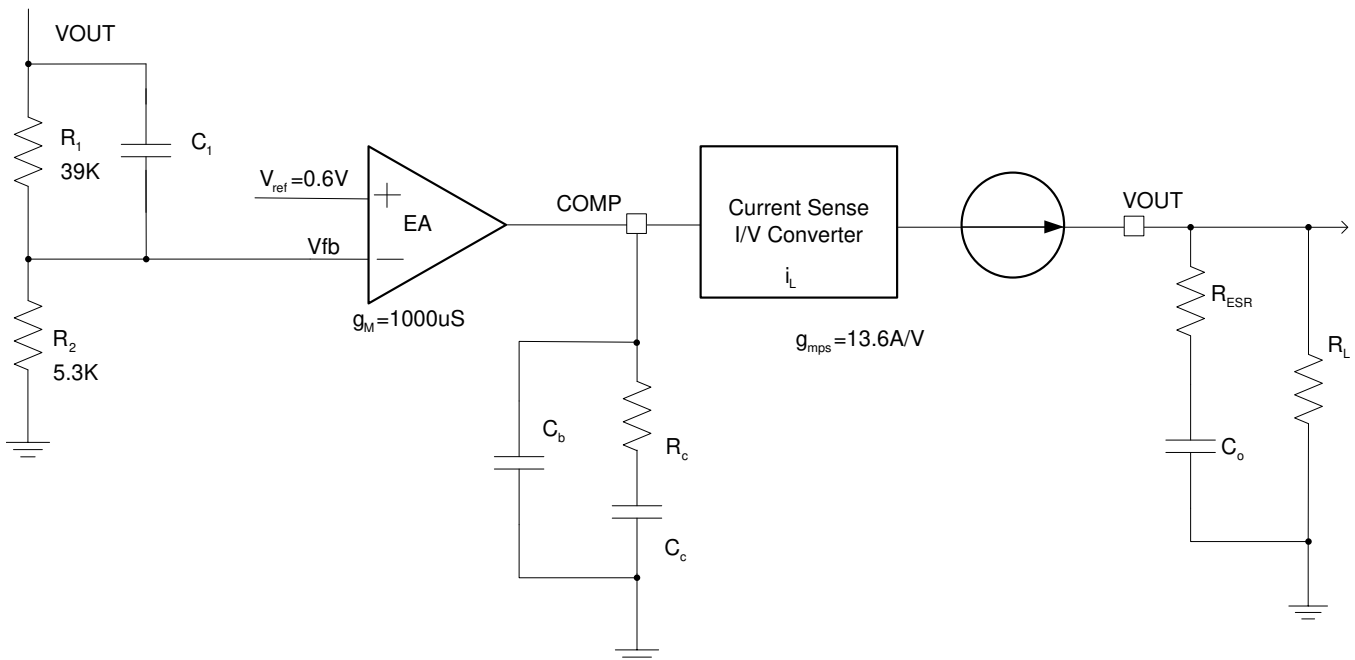 VOUT
R1
39K
C1
R2
5.3K
Vref=0.6V
Vfb
+
−
EA
gM=1000uS
COMP
Cb
Rc
Cc
Current Sense
I/V Converter
iL
gmps=13.6A/V
VOUT
RESR
Co
RL